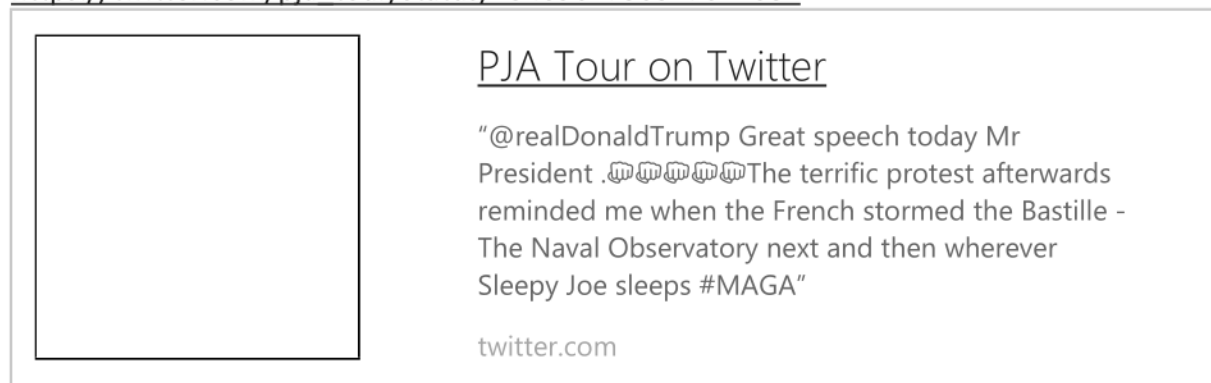 PJA Tour on Twitter
"@realDonaldTrump Great speech today Mr
President .👊👊👊👊👊The terrific protest afterwards
reminded me when the French stormed the Bastille -
The Naval Observatory next and then wherever
Sleepy Joe sleeps #MAGA"
twitter.com